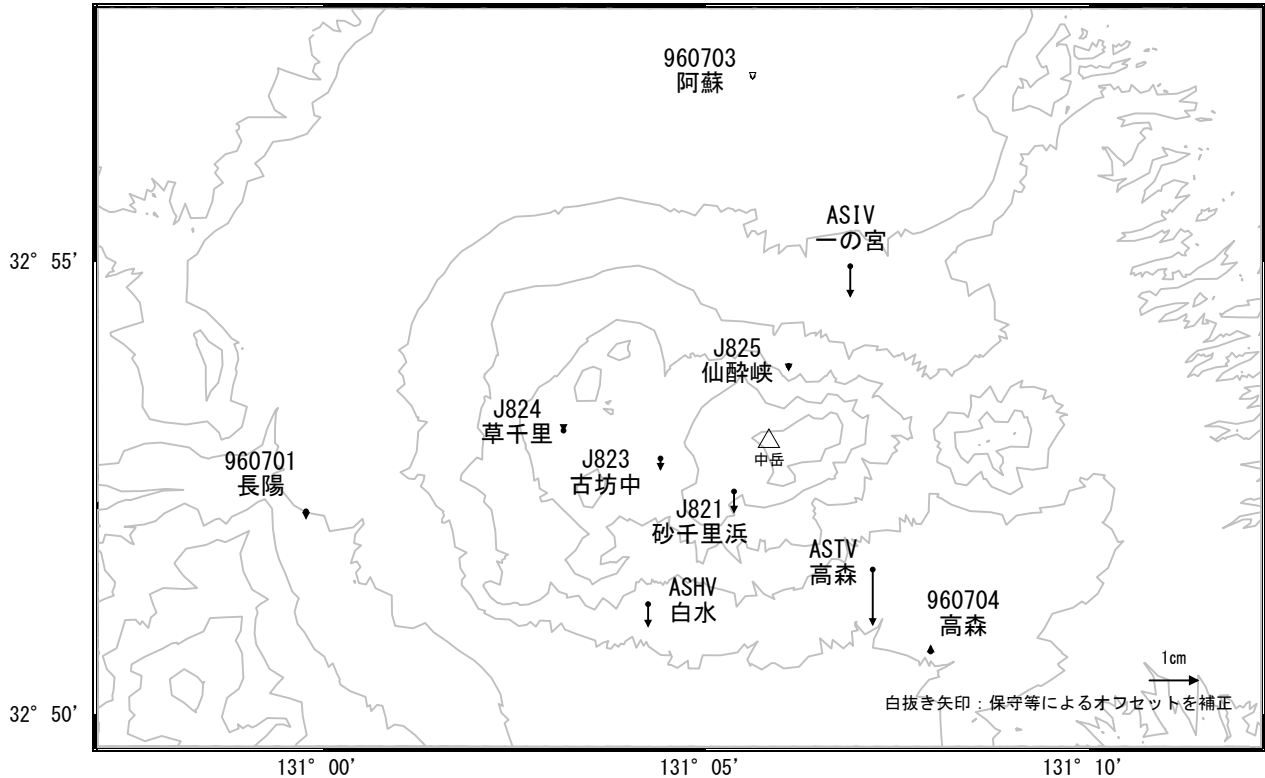 960703
阿蘇
ASIV
一の宮
32° 55′
J825
仙酔峡
J824
草千里
中岳
J823
古坊中
960701
長陽
J821
砂千里浜
ASTV
高森
ASHV
白水
960704
高森
1cm
白抜き矢印：保守等によるオフセットを補正
32° 50′
131° 00′
131° 05′
131° 10′